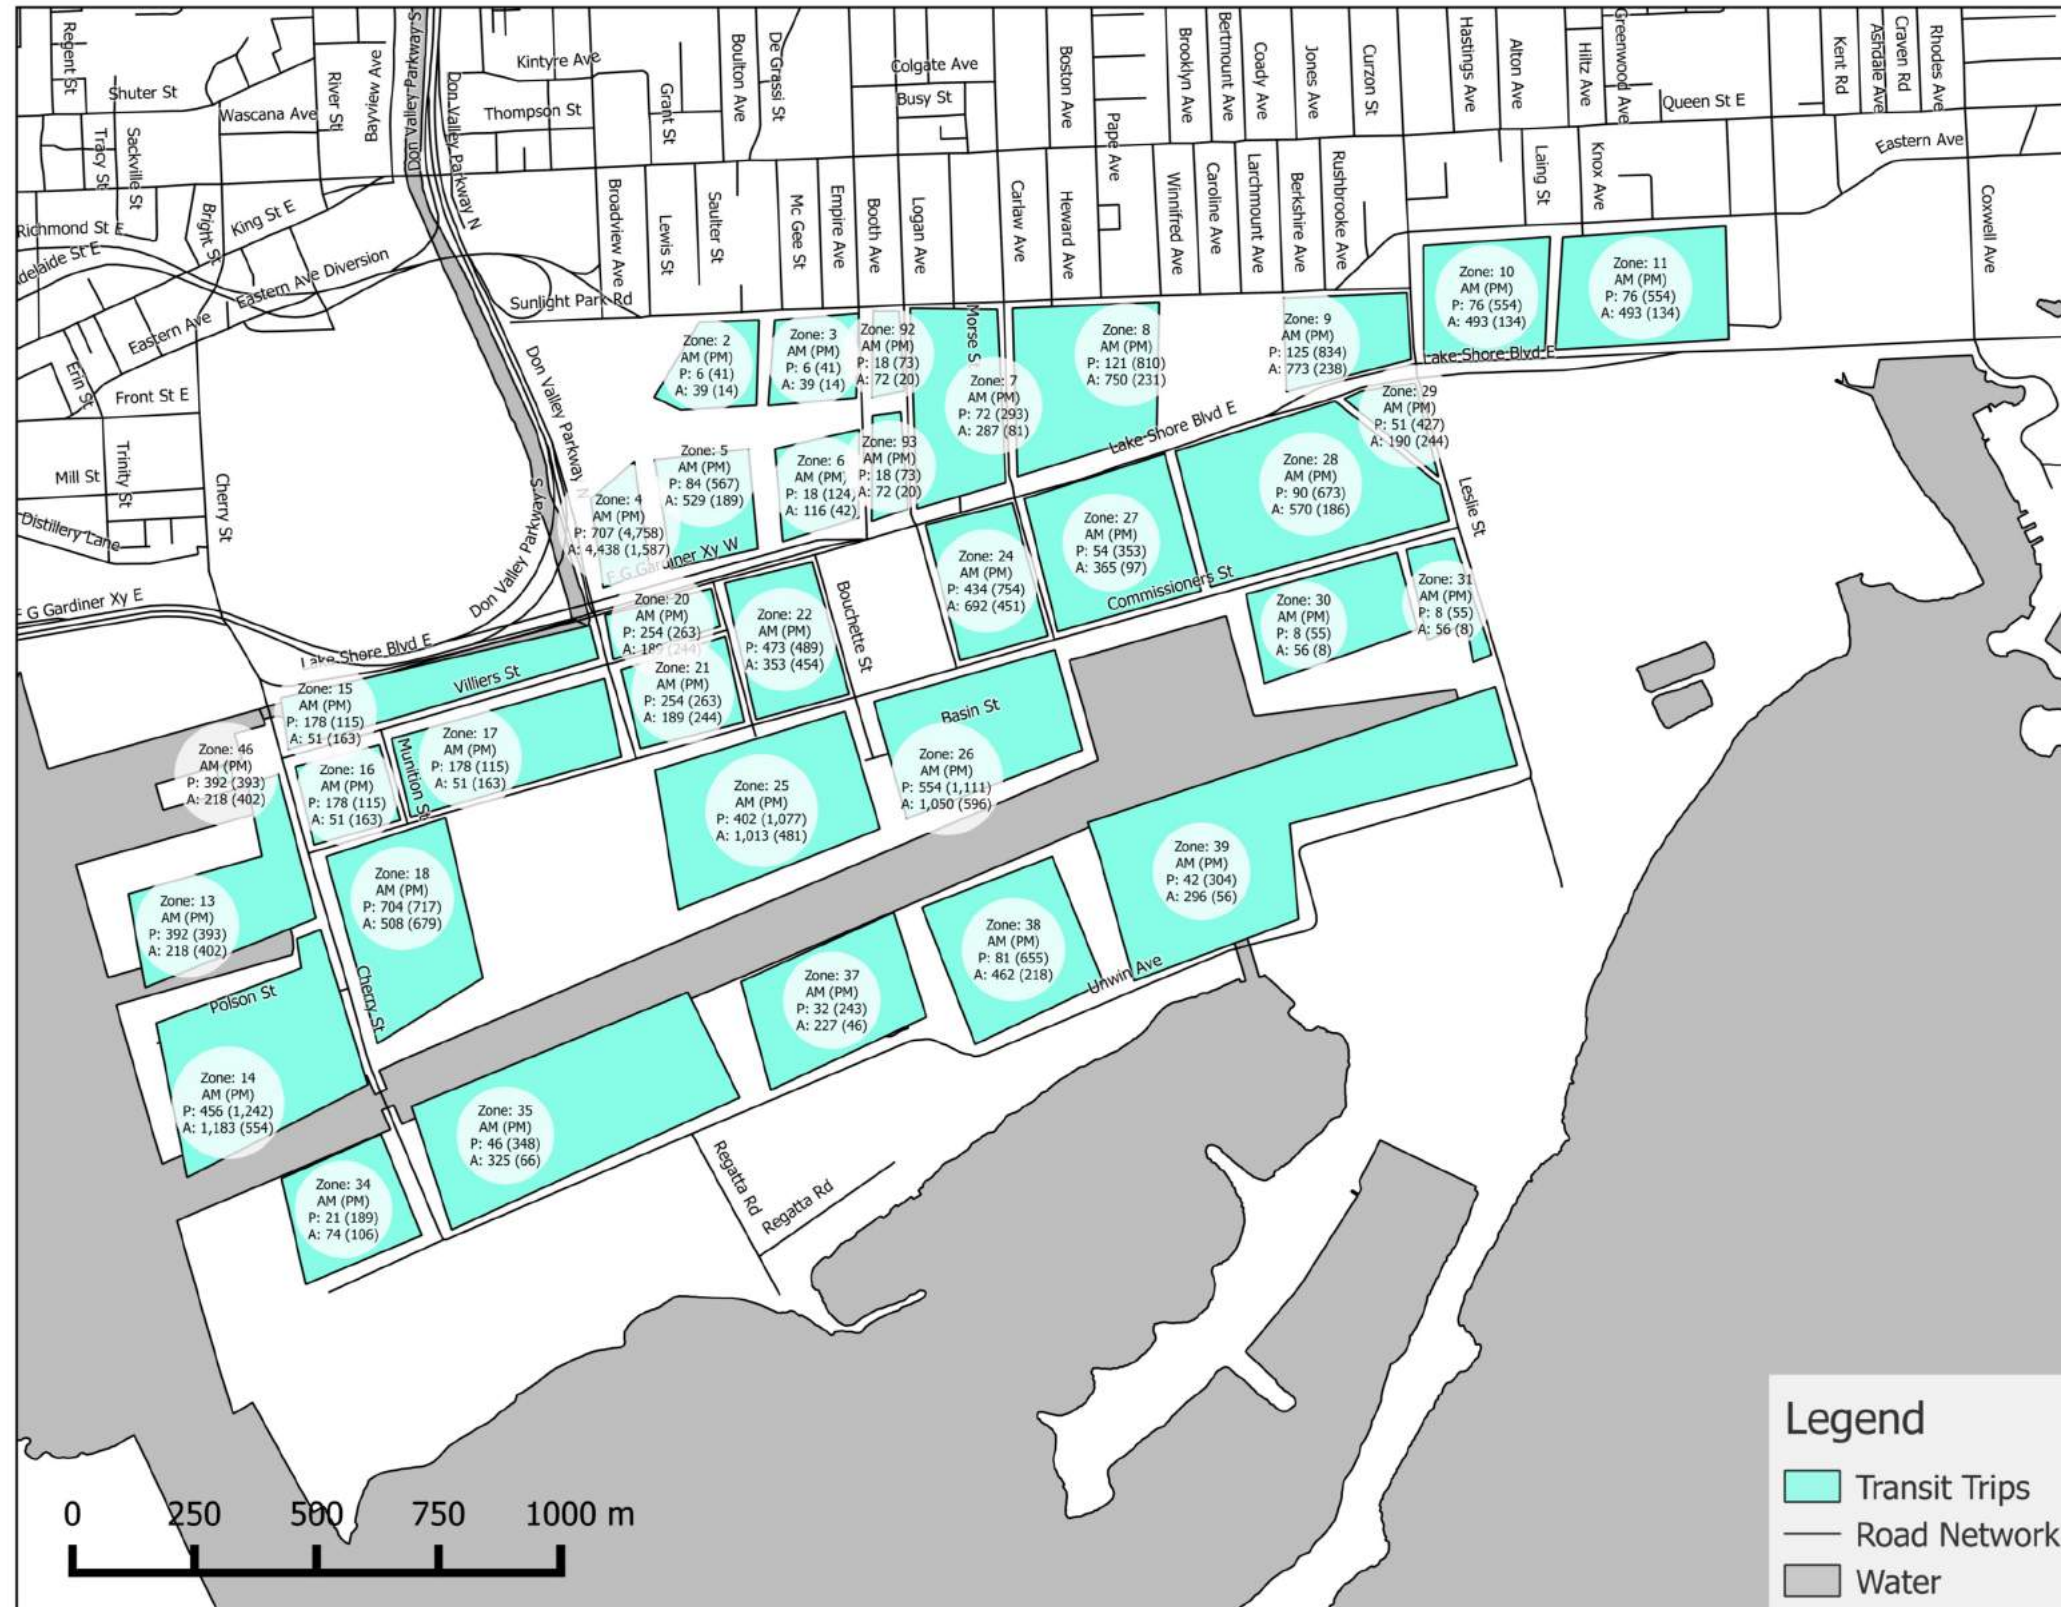 Regent St
Shuter St
Wascana Ave
River St
Bayview Ave
Don Valley Parkway S
Don Valley Parkway N
Kintyre Ave
Thompson St
Grant St
Boulton Ave
De Grassi St
Colgate Ave
Busy St
Boston Ave
Pape Ave
Brooklyn Ave
Bertmount Ave
Coady Ave
Jones Ave
Curzon St
Hastings Ave
Alton Ave
Hiltz Ave
Greenwood Ave
Queen St E
Kent Rd
Ashdale Ave
Craven Rd
Rhodes Ave
Eastern Ave
Tracy St
Sackville St
Richmond St E
Adelaide St E
Bright St
King St E
Eastern Ave Diversion
Eastern Ave
Erin St
Front St E
Mill St
Trinity St
Distillery Lane
Cherry St
F G Gardiner Xy E
Sunlight Park Rd
Broadview Ave
Lewis St
Saulter St
Mc Gee St
Empire Ave
Booth Ave
Logan Ave
Morse St
Carlaw Ave
Heward Ave
Winnifred Ave
Caroline Ave
Larchmount Ave
Berkshire Ave
Rushbrooke Ave
Laing St
Knox Ave
Coxwell Ave
Zone: 2
AM (PM)
P: 6 (41)
A: 39 (14)
Zone: 3
AM (PM)
P: 6 (41)
A: 39 (14)
Zone: 92
AM (PM)
P: 18 (73)
A: 72 (20)
Zone: 7
AM (PM)
P: 72 (293)
A: 287 (81)
Zone: 8
AM (PM)
P: 121 (810)
A: 750 (231)
Zone: 9
AM (PM)
P: 125 (834)
A: 773 (238)
Zone: 10
AM (PM)
P: 76 (554)
A: 493 (134)
Zone: 11
AM (PM)
P: 76 (554)
A: 493 (134)
Lake Shore Blvd E
Lake Shore Blvd E
Don Valley Parkway N
Don Valley Parkway S
Zone: 4
AM (PM)
P: 707 (4,758)
A: 4,438 (1,587)
Zone: 5
AM (PM)
P: 84 (567)
A: 529 (189)
Zone: 6
AM (PM)
P: 18 (124)
A: 116 (42)
Zone: 93
AM (PM)
P: 18 (73)
A: 72 (20)
F G Gardiner Xy W
Zone: 29
AM (PM)
P: 51 (427)
A: 190 (244)
Zone: 28
AM (PM)
P: 90 (673)
A: 570 (186)
Zone: 27
AM (PM)
P: 54 (353)
A: 365 (97)
Zone: 24
AM (PM)
P: 434 (754)
A: 692 (451)
Leslie St
Commissioners St
Zone: 30
AM (PM)
P: 8 (55)
A: 56 (8)
Zone: 31
AM (PM)
P: 8 (55)
A: 56 (8)
Zone: 20
AM (PM)
P: 254 (263)
A: 189 (244)
Zone: 22
AM (PM)
P: 473 (489)
A: 353 (454)
Bouchette St
Zone: 21
AM (PM)
P: 254 (263)
A: 189 (244)
Lake Shore Blvd E
Don Valley Parkway S
Villiers St
Zone: 15
AM (PM)
P: 178 (115)
A: 51 (163)
Zone: 46
AM (PM)
P: 392 (393)
A: 218 (402)
Zone: 16
AM (PM)
P: 178 (115)
A: 51 (163)
Munition St
Zone: 17
AM (PM)
P: 178 (115)
A: 51 (163)
Basin St
Zone: 25
AM (PM)
P: 402 (1,077)
A: 1,013 (481)
Zone: 26
AM (PM)
P: 554 (1,111)
A: 1,050 (596)
Zone: 13
AM (PM)
P: 392 (393)
A: 218 (402)
Zone: 18
AM (PM)
P: 704 (717)
A: 508 (679)
Zone: 39
AM (PM)
P: 42 (304)
A: 296 (56)
Zone: 38
AM (PM)
P: 81 (655)
A: 462 (218)
Zone: 37
AM (PM)
P: 32 (243)
A: 227 (46)
Unwin Ave
Polson St
Cherry St
Zone: 14
AM (PM)
P: 456 (1,242)
A: 1,183 (554)
Zone: 35
AM (PM)
P: 46 (348)
A: 325 (66)
Zone: 34
AM (PM)
P: 21 (189)
A: 74 (106)
Regatta Rd
Regatta Rd
0 250 500 750 1000 m
Legend
Transit Trips
Road Network
Water